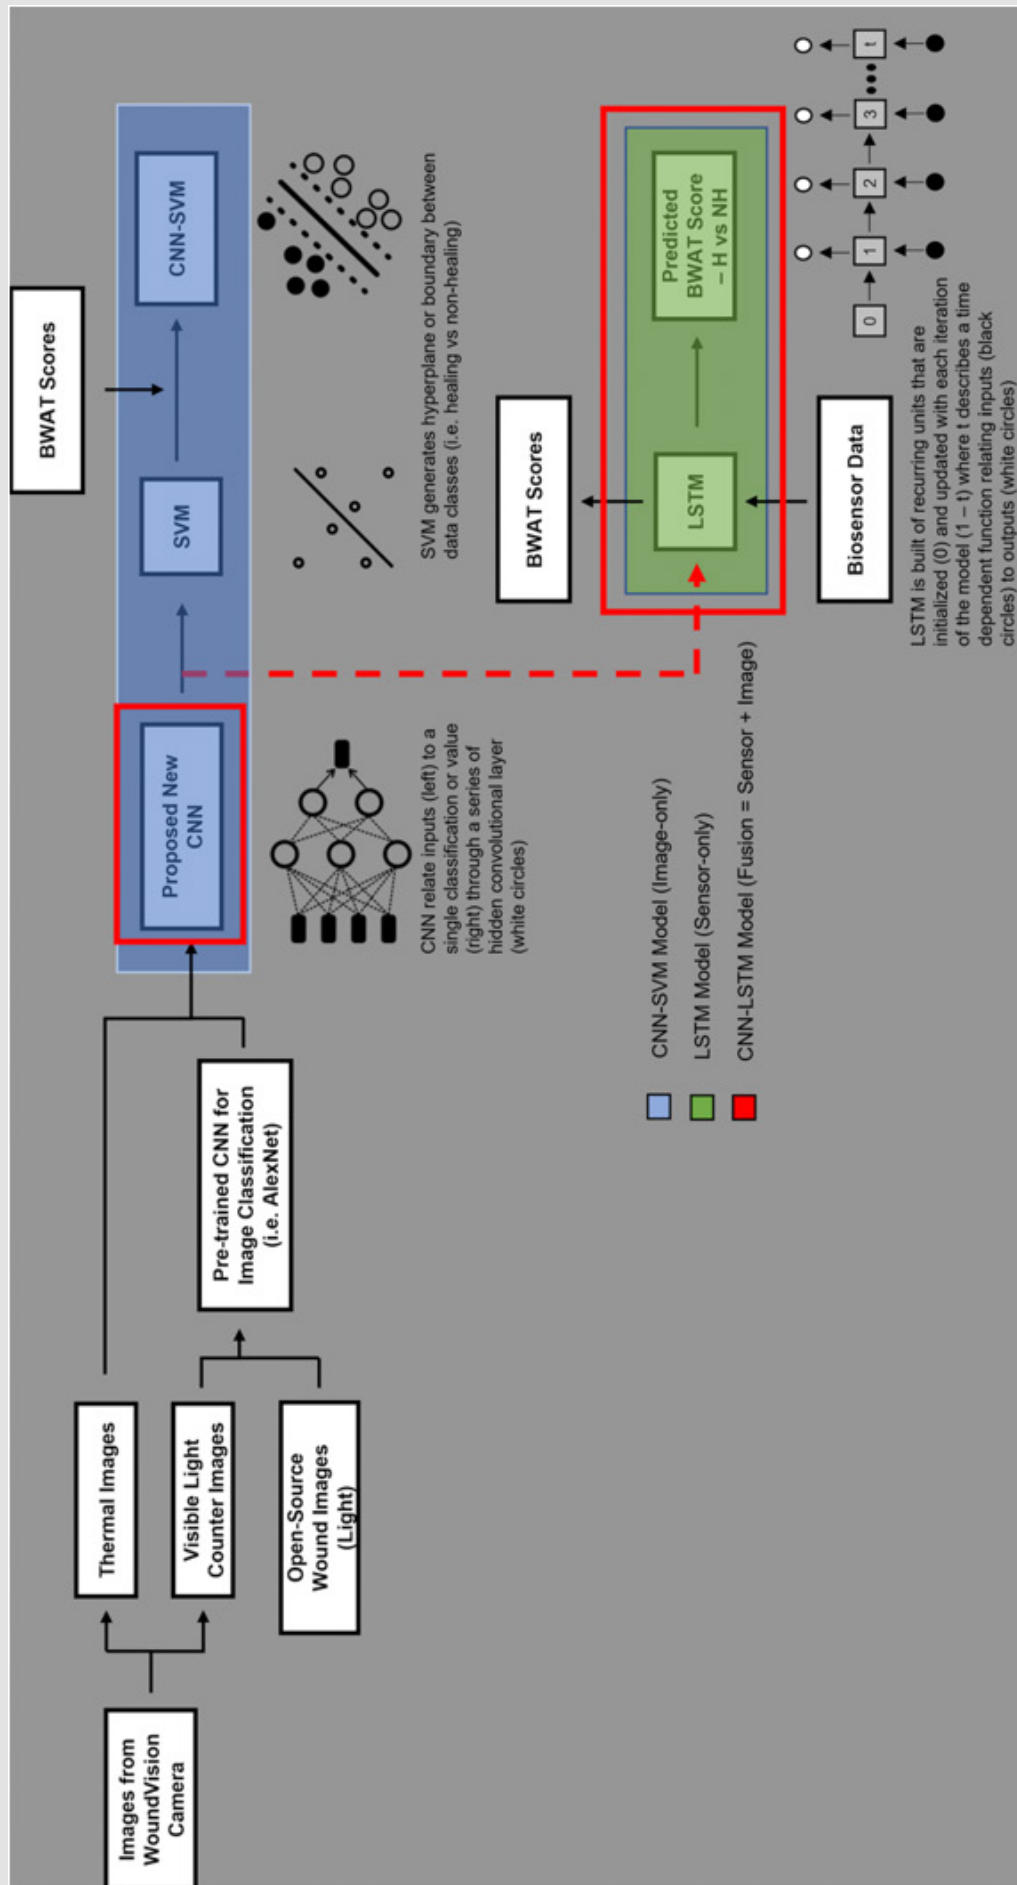 Images from
WoundVision
Camera
Thermal Images
Visible Light
Counter Images
Open-Source
Wound Images
(Light)
Pre-trained CNN for
Image Classification
(i.e. AlexNet)
Proposed New
CNN
SVM
CNN-SVM
BWAT Scores
CNN relate inputs (left) to a
single classification or value
(right) through a series of
hidden convolutional layer
(white circles)
SVM generates hyperplane or boundary between
data classes (i.e. healing vs non-healing)
BWAT Scores
LSTM
Predicted
BWAT Score
– H vs NH
Biosensor Data
CNN-SVM Model (Image-only)
LSTM Model (Sensor-only)
CNN-LSTM Model (Fusion = Sensor + Image)
0
1
2
3
t
LSTM is built of recurring units that are
initialized (0) and updated with each iteration
of the model (1 – t) where t describes a time
dependent function relating inputs (black
circles) to outputs (white circles)